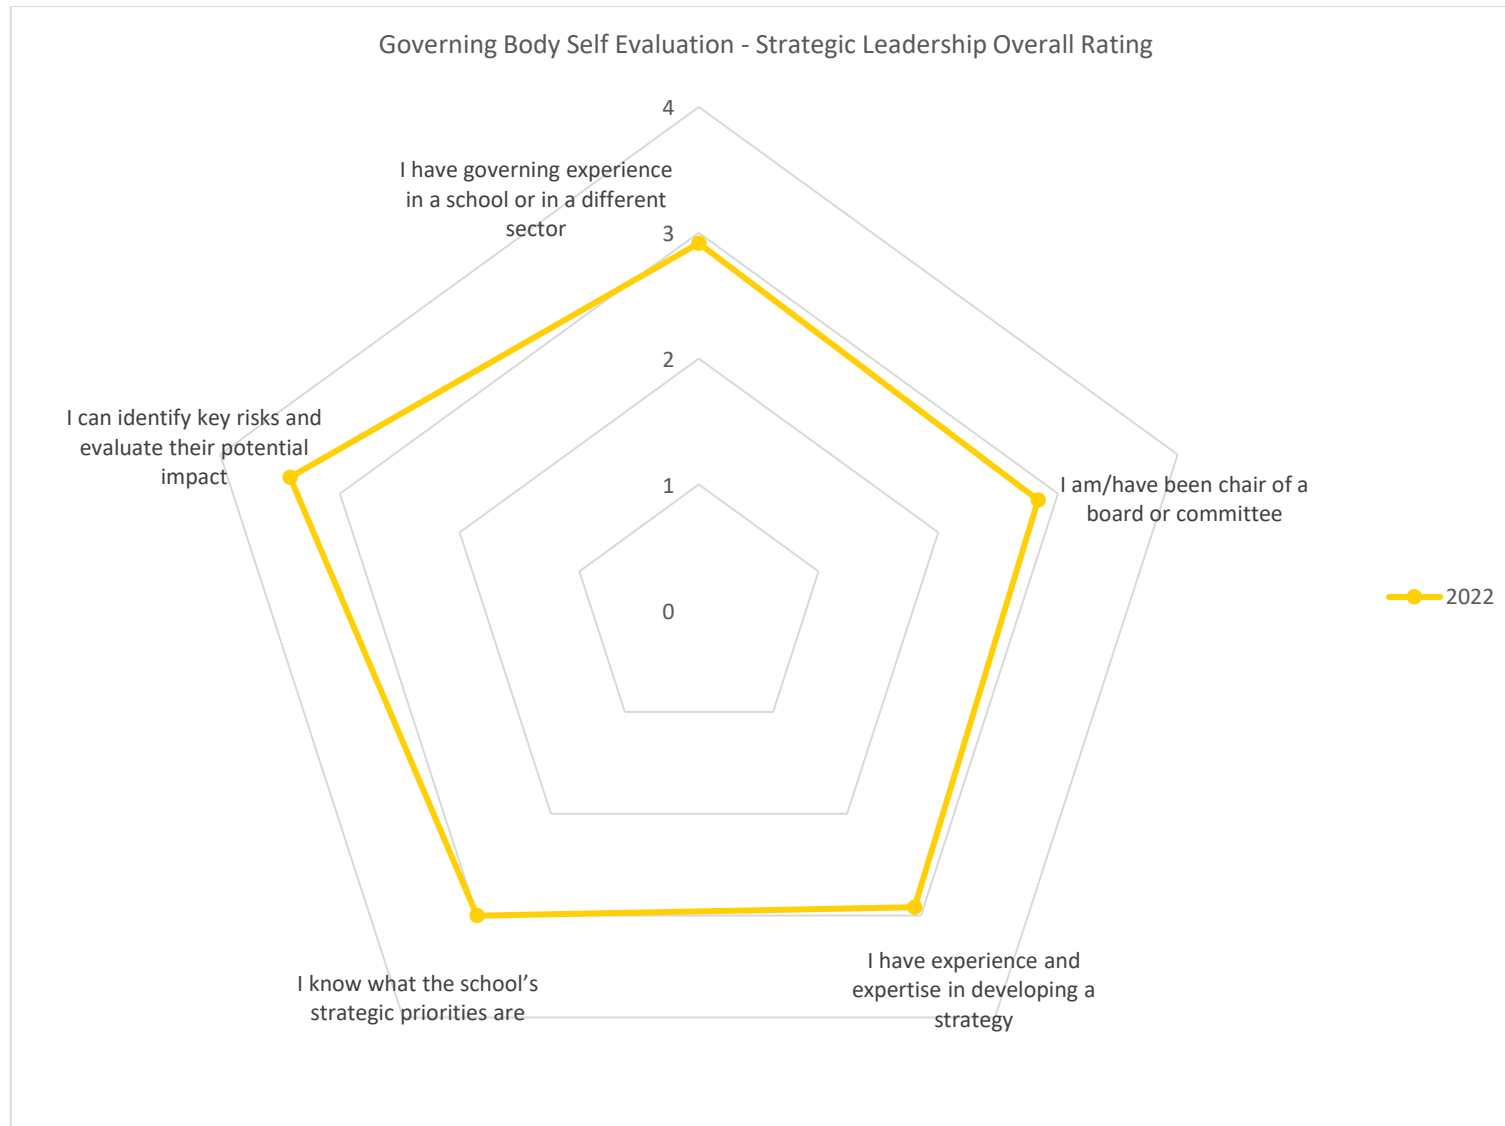 Governing Body Self Evaluation - Strategic Leadership Overall Rating
4
I have governing experience
in a school or in a different
sector
3
2
I can identify key risks and
evaluate their potential
impact
1
I am/have been chair of a
board or committee
0
2022
I have experience and
expertise in developing a
strategy
I know what the school’s
strategic priorities are